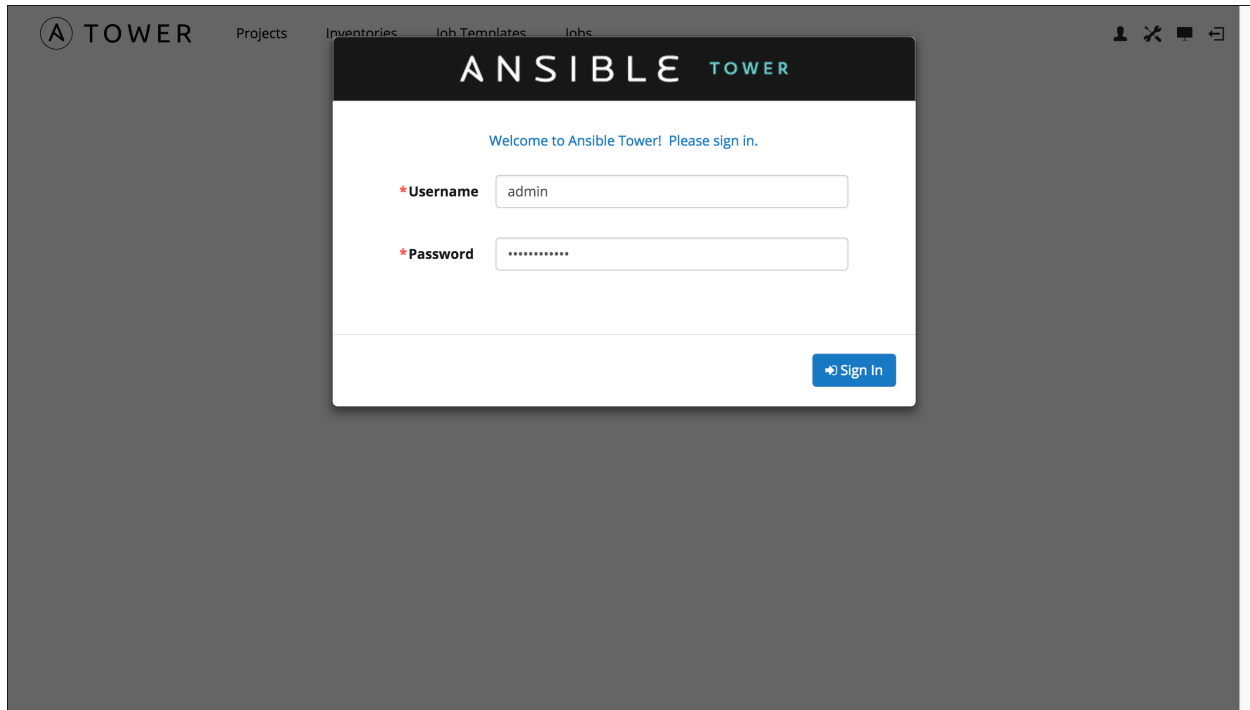 TOWER Projects Inventories Job Templates Jobs
ANSIBLE TOWER
Welcome to Ansible Tower! Please sign in.
*Username admin
*Password ••••••••••••
Sign In